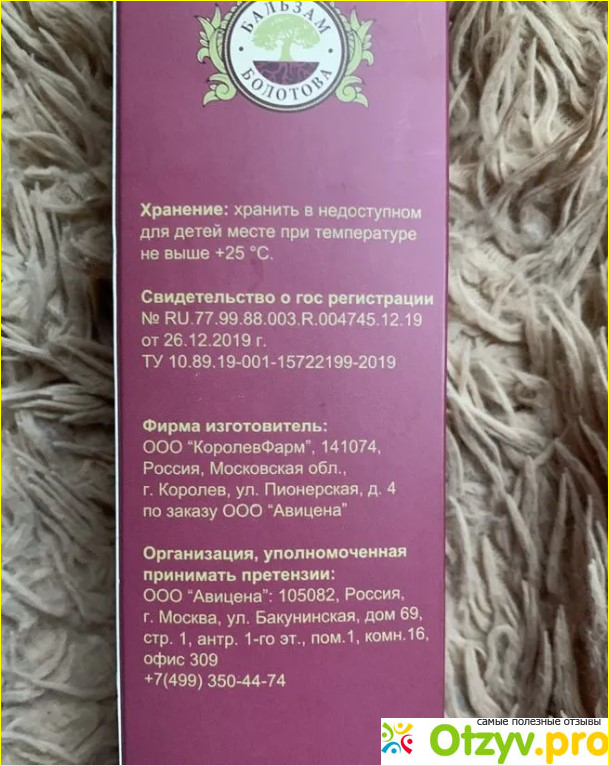 БАЛЬЗАМ
БОЛОТОВА
Хранение: хранить в недоступном
для детей месте при температуре
не выше +25 °С.
Свидетельство о гос регистрации
№ RU.77.99.88.003.R.004745.12.19
от 26.12.2019 г.
ТУ 10.89.19-001-15722199-2019
Фирма изготовитель:
ООО “КоролевФарм”, 141074,
Россия, Московская обл.,
г. Королев, ул. Пионерская, д. 4
по заказу ООО “Авицена”
Организация, уполномоченная
принимать претензии:
ООО “Авицена”: 105082, Россия,
г. Москва, ул. Бакунинская, дом 69,
стр. 1, антр. 1-го эт., пом.1, комн.16,
офис 309
+7(499) 350-44-74
самые полезные отзывы
Otzyv.pro